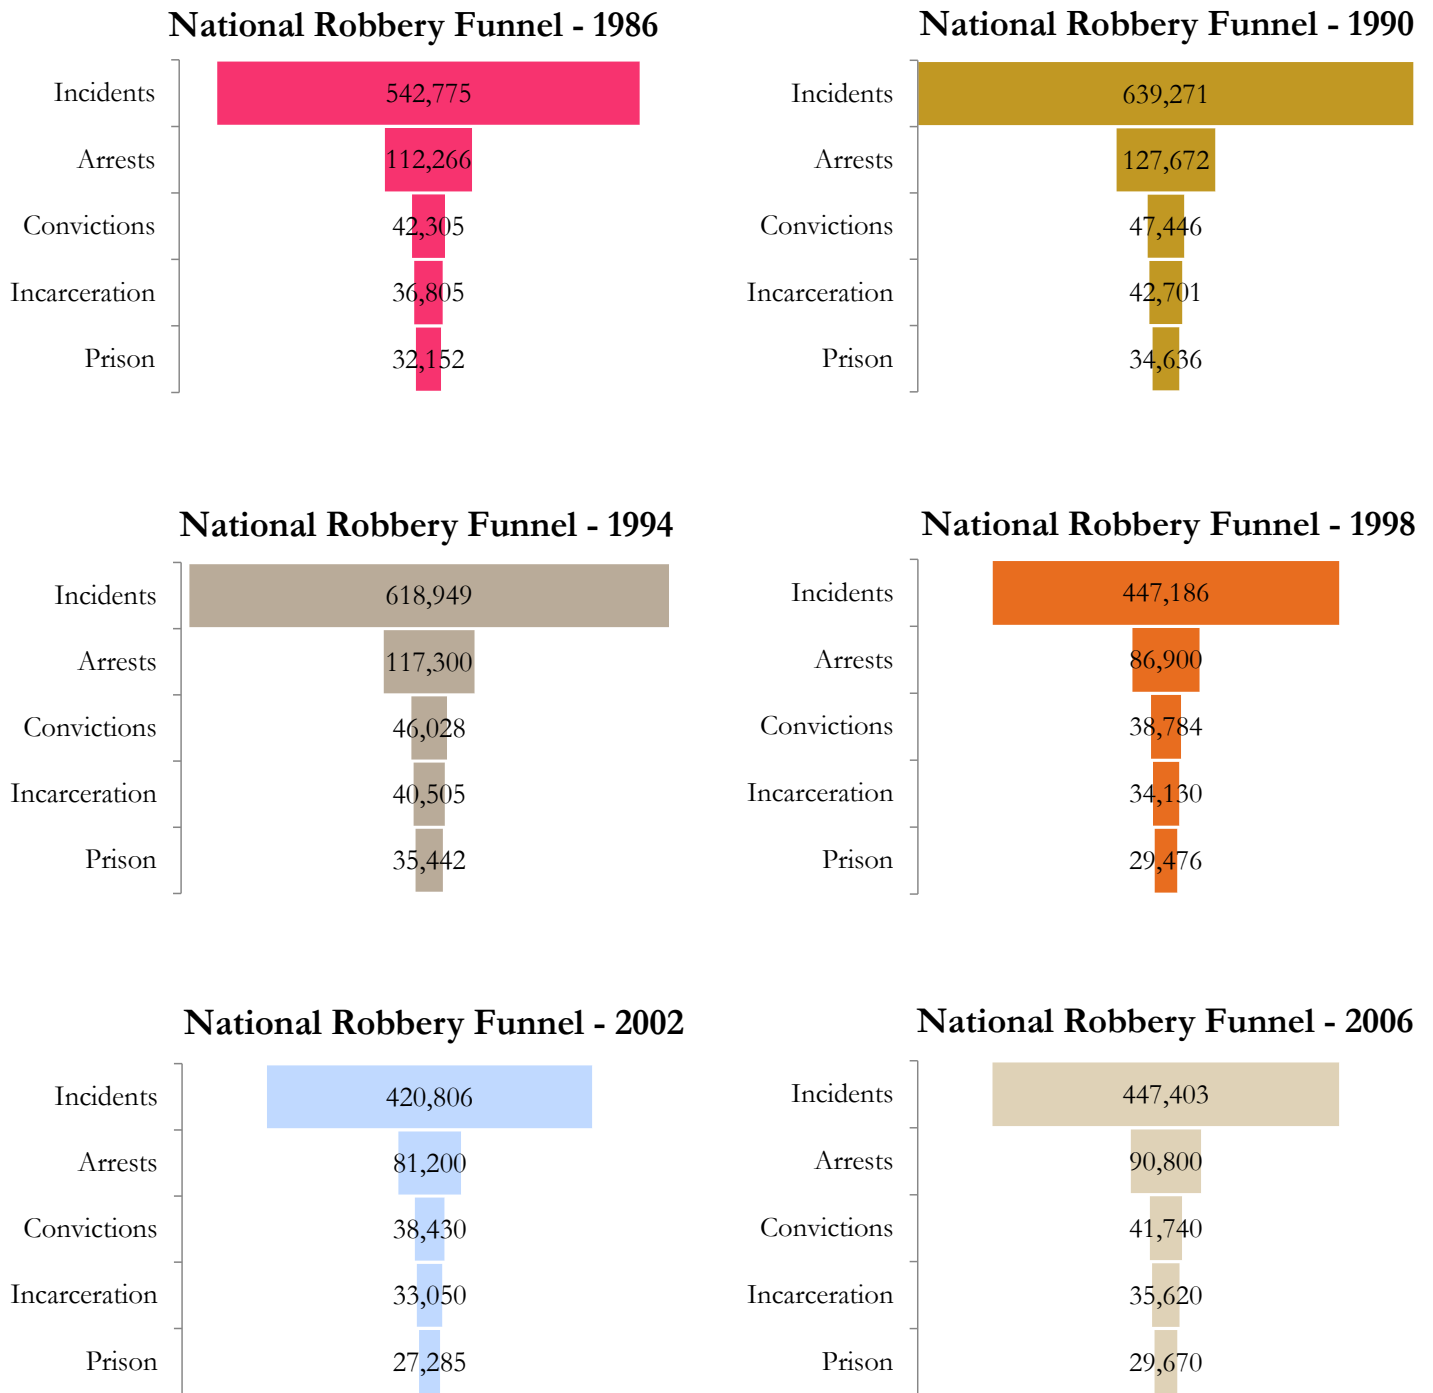 National Robbery Funnel - 1986
Incidents 542,775
Arrests 112,266
Convictions 42,305
Incarceration 36,805
Prison 32,152
National Robbery Funnel - 1990
Incidents 639,271
Arrests 127,672
Convictions 47,446
Incarceration 42,701
Prison 34,636
National Robbery Funnel - 1994
Incidents 618,949
Arrests 117,300
Convictions 46,028
Incarceration 40,505
Prison 35,442
National Robbery Funnel - 1998
Incidents 447,186
Arrests 86,900
Convictions 38,784
Incarceration 34,130
Prison 29,476
National Robbery Funnel - 2002
Incidents 420,806
Arrests 81,200
Convictions 38,430
Incarceration 33,050
Prison 27,285
National Robbery Funnel - 2006
Incidents 447,403
Arrests 90,800
Convictions 41,740
Incarceration 35,620
Prison 29,670